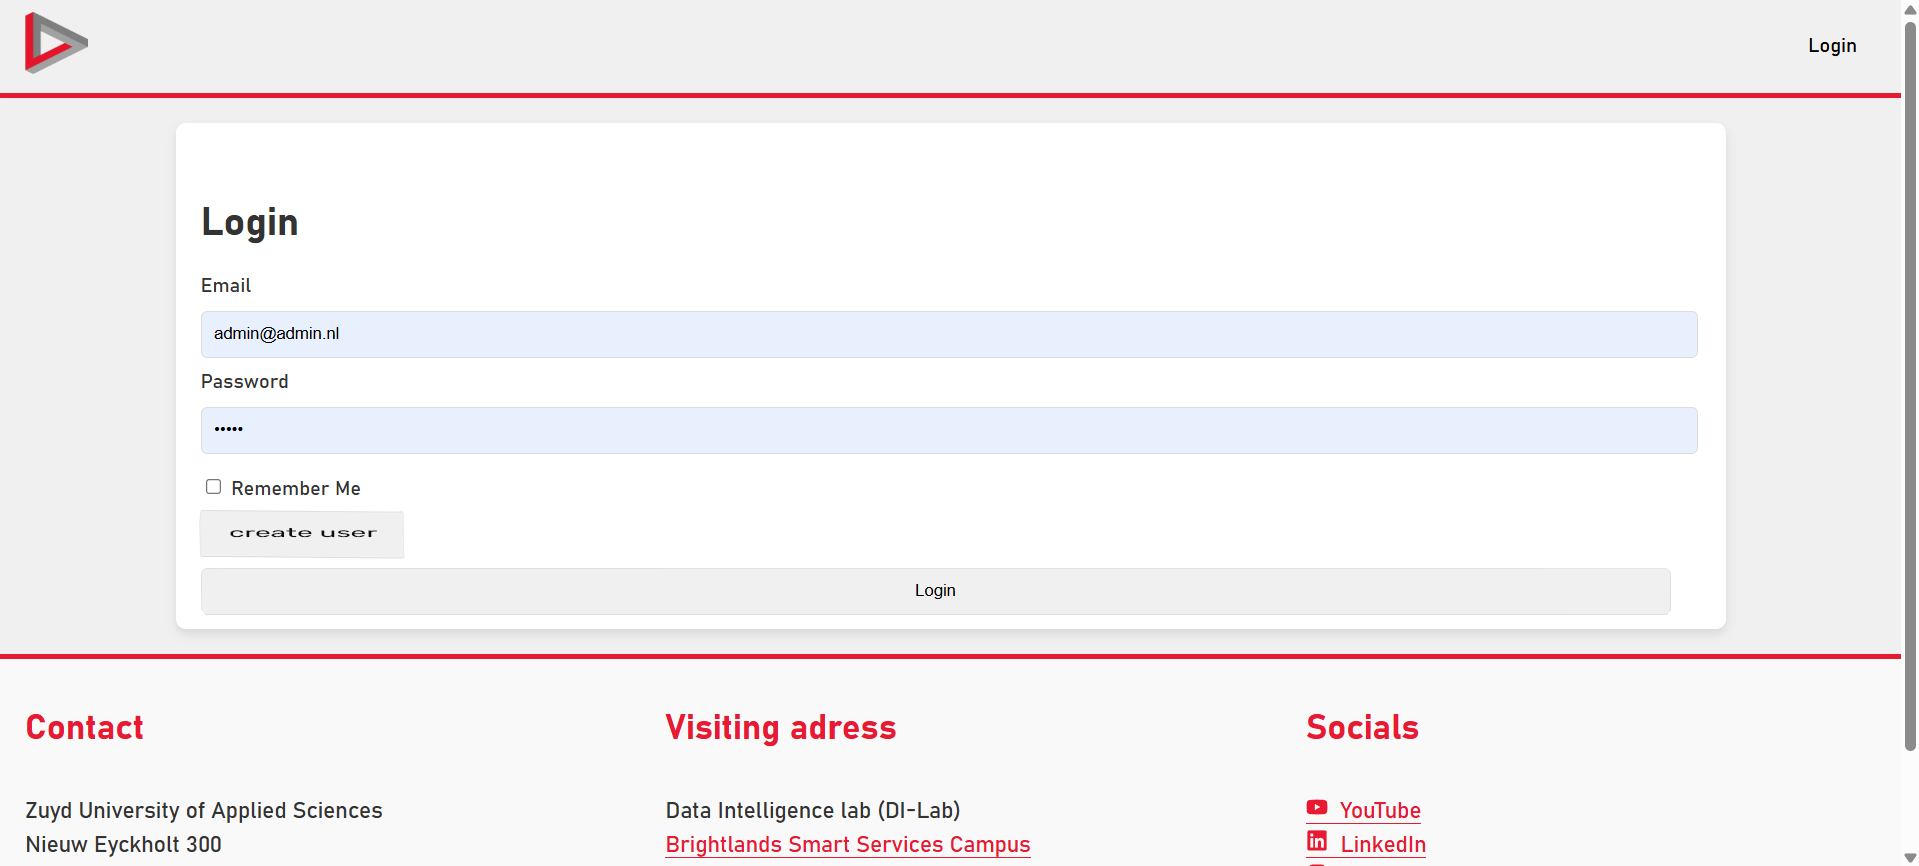 Login
Login
Email
admin@admin.nl
Password
•••••
Remember Me
create user
Login
Contact
Visiting adress
Socials
Zuyd University of Applied Sciences
Data Intelligence lab (DI-Lab)
YouTube
Nieuw Eyckholt 300
Brightlands Smart Services Campus
LinkedIn